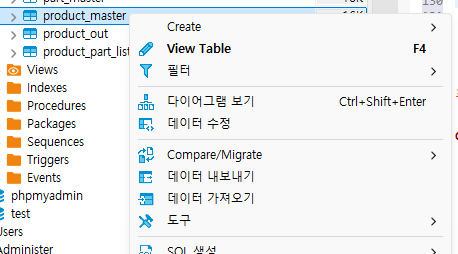 part_master
product_master
product_out
product_part_list
Views
Indexes
Procedures
Packages
Sequences
Triggers
Events
phpmyadmin
test
Users
Administer
Create
View Table F4
필터
다이어그램 보기 Ctrl+Shift+Enter
데이터 수정
Compare/Migrate
데이터 내보내기
데이터 가져오기
도구
SQL 생성